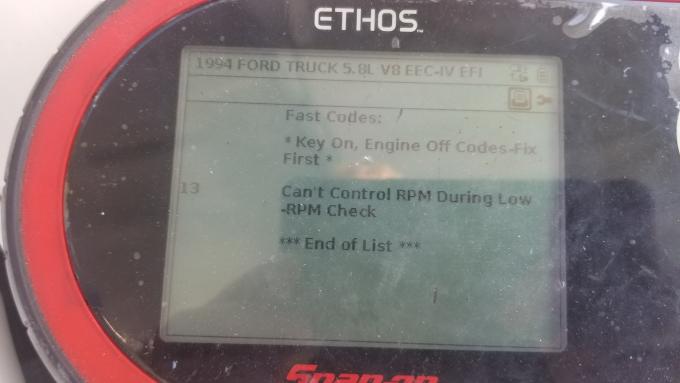 ETHOS™
1994 FORD TRUCK 5.8L V8 EEC-IV EFI
Fast Codes:
* Key On, Engine Off Codes-Fix
First *
13 Can't Control RPM During Low
-RPM Check
*** End of List ***
Snap-on